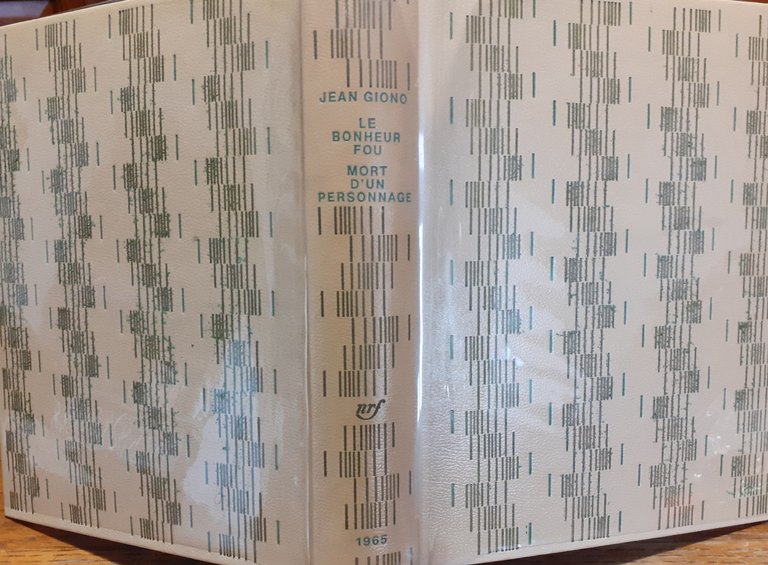 JEAN GIONO
LE
BONHEUR
FOU
MORT
D'UN
PERSONNAGE
nrf
1965